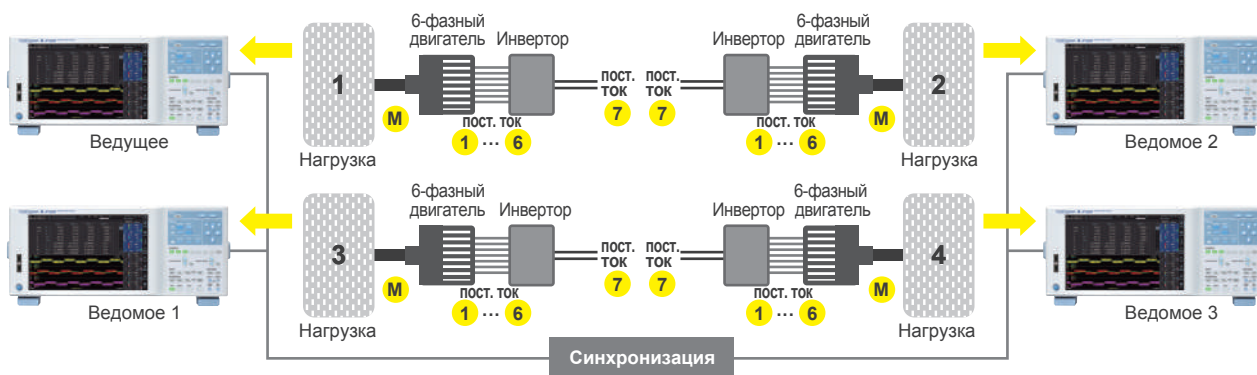 6-фазный
двигатель
Инвертор
1
М
пост. ток
1 ... 6
Нагрузка
пост.
ток
7
Ведущее
пост.
ток
7
Инвертор
6-фазный
двигатель
2
М
пост. ток
1 ... 6
Нагрузка
Ведомое 2
6-фазный
двигатель
Инвертор
3
М
пост. ток
1 ... 6
Нагрузка
пост.
ток
7
Ведомое 1
пост.
ток
7
Инвертор
6-фазный
двигатель
4
М
пост. ток
1 ... 6
Нагрузка
Ведомое 3
Синхронизация